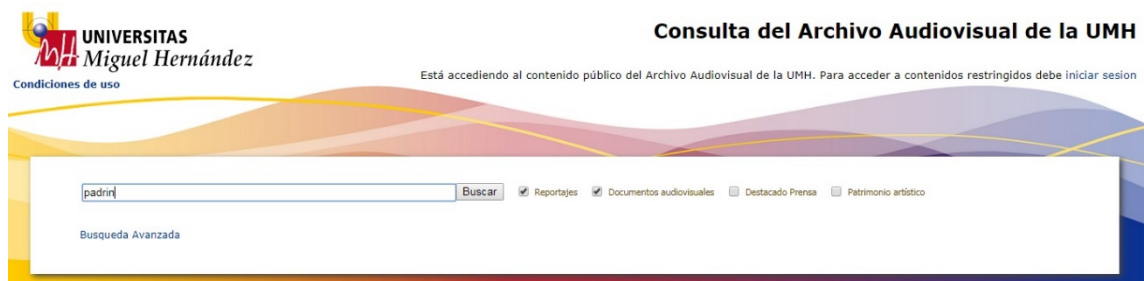 UNIVERSITAS
Miguel Hernández
Condiciones de uso
Consulta del Archivo Audiovisual de la UMH
Está accediendo al contenido público del Archivo Audiovisual de la UMH. Para acceder a contenidos restringidos debe iniciar sesion
padrin Buscar Reportajes Documentos audiovisuales Destacado Prensa Patrimonio artístico
Busqueda Avanzada